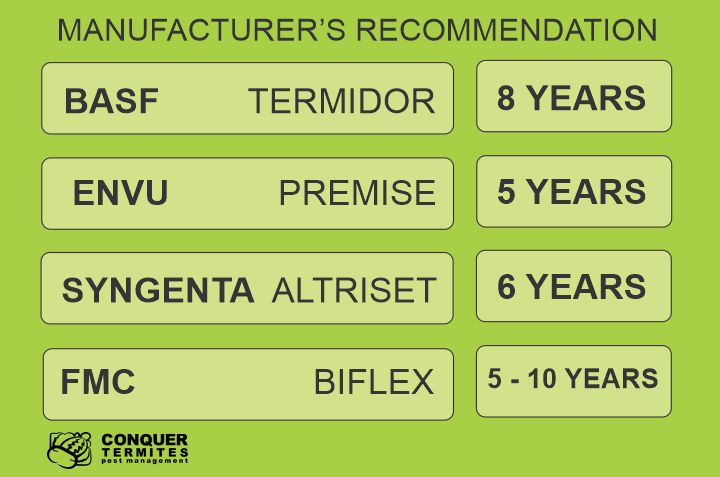 MANUFACTURER'S RECOMMENDATION
BASF TERMIDOR 8 YEARS
ENVU PREMISE 5 YEARS
SYNGENTA ALTRISET 6 YEARS
FMC BIFLEX 5 - 10 YEARS
CONQUER
TERMITES
pest management